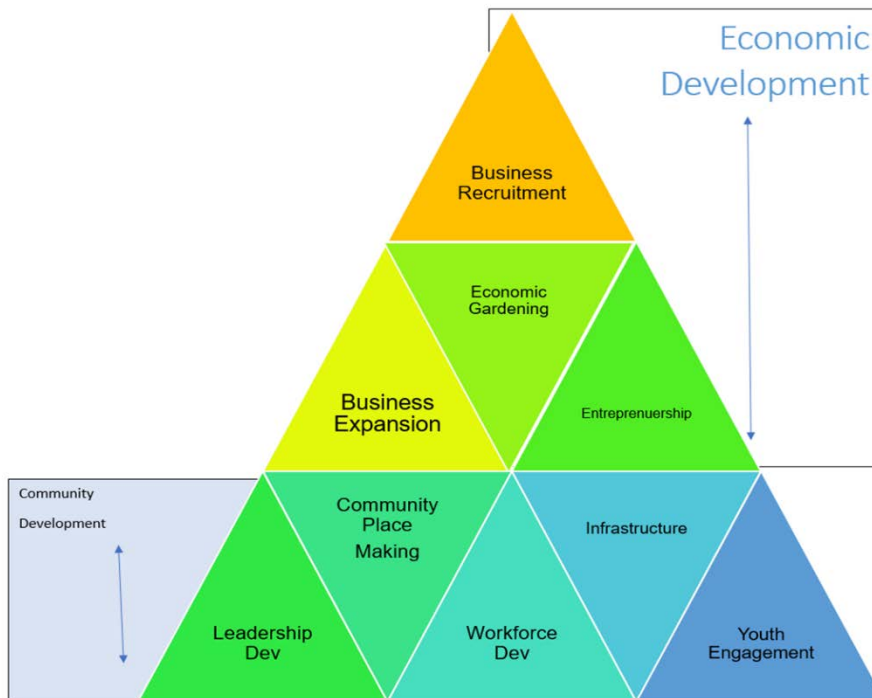 Economic
Development
Business
Recruitment
Economic
Gardening
Business
Expansion
Entreprenuership
Community
Development
Community
Place
Making
Infrastructure
Leadership
Dev
Workforce
Dev
Youth
Engagement